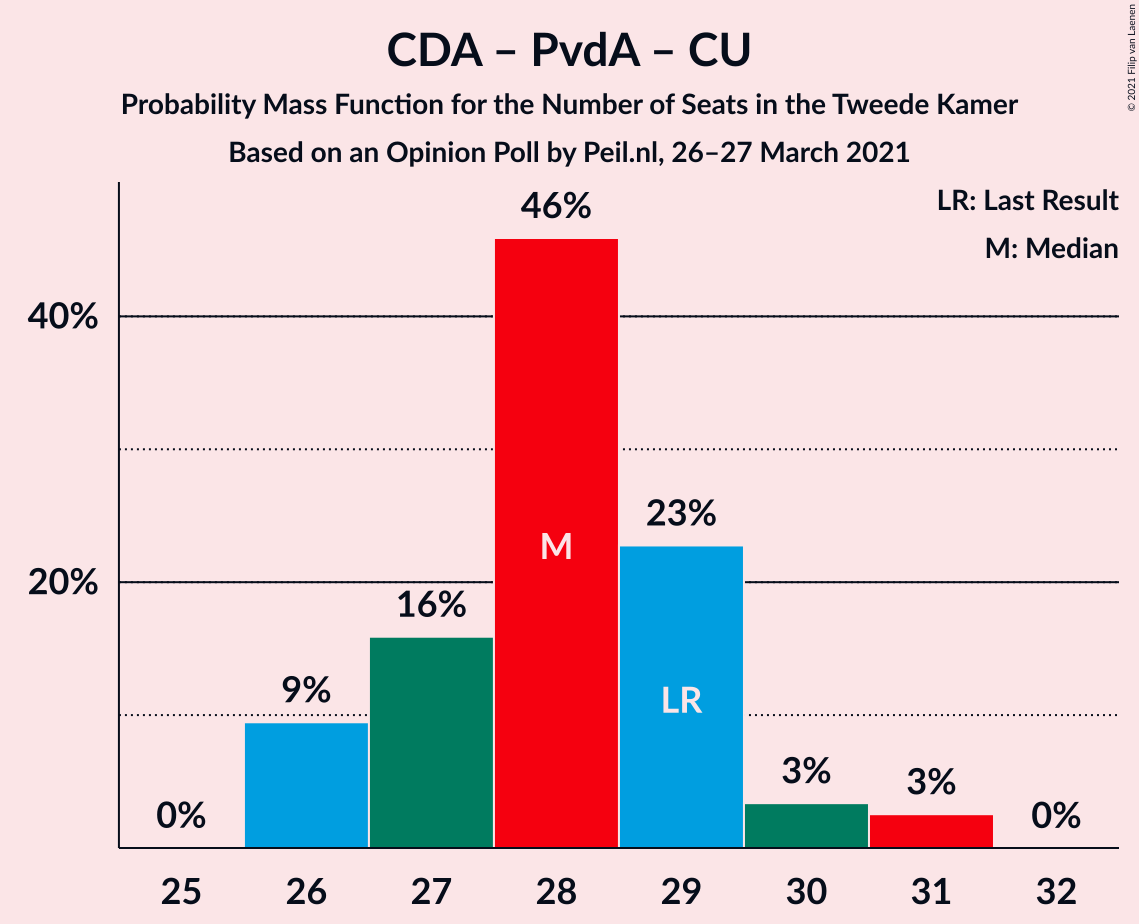 CDA – PvdA – CU
Probability Mass Function for the Number of Seats in the Tweede Kamer
Based on an Opinion Poll by Peil.nl, 26–27 March 2021
© 2021 Filip van Laenen
LR: Last Result
M: Median
40%
20%
0%
9%
16%
46%
23%
3%
3%
0%
M
LR
25 26 27 28 29 30 31 32